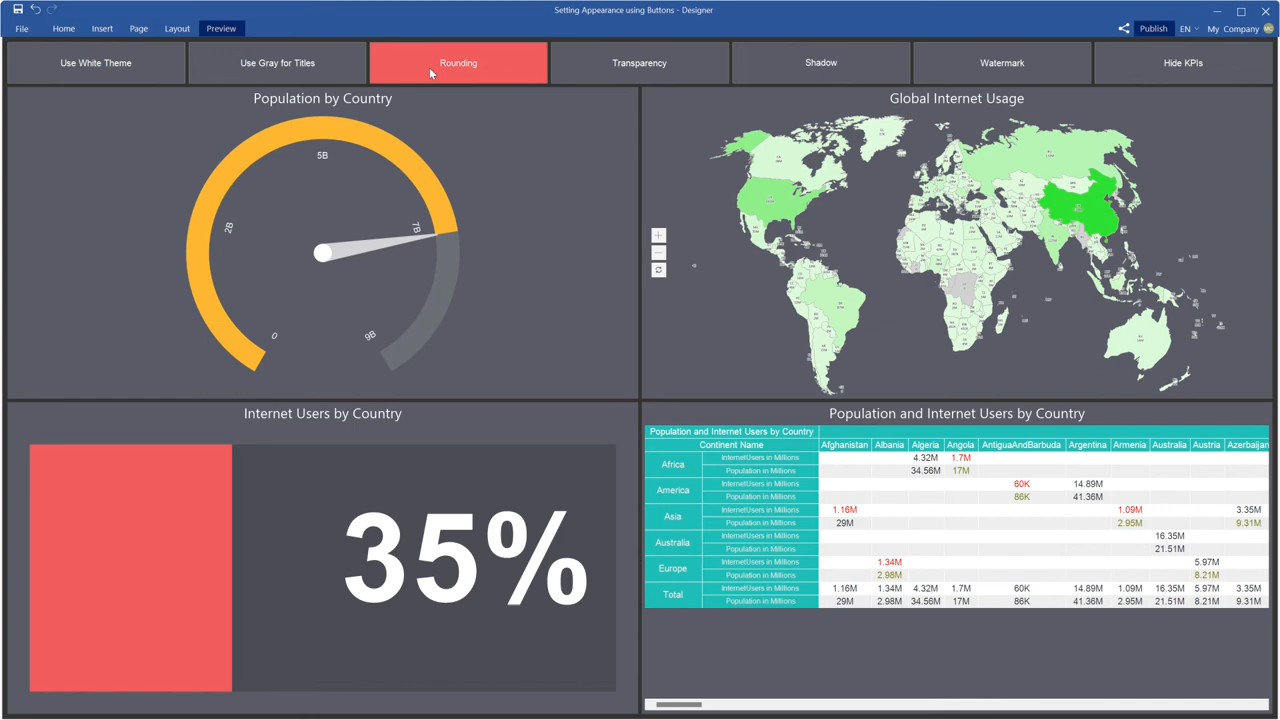 Setting Appearance using Buttons - Designer
File Home Insert Page Layout Preview Publish EN My Company
Use White Theme Use Gray for Titles Rounding Transparency Shadow Watermark Hide KPIs
Population by Country
5B
2B
7B
0
9B
Global Internet Usage
Internet Users by Country
35%
Population and Internet Users by Country
Population and Internet Users by Country
Continent Name Afghanistan Albania Algeria Angola AntiguaAndBarbuda Argentina Armenia Australia Austria Azerbaijan
Africa
InternetUsers in Millions 4.32M 1.7M
Population in Millions 34.56M 17M
America
InternetUsers in Millions 60K 14.89M
Population in Millions 86K 41.36M
Asia
InternetUsers in Millions 1.16M 1.09M 3.35M
Population in Millions 29M 2.95M 9.31M
Australia
InternetUsers in Millions 16.35M
Population in Millions 21.51M
Europe
InternetUsers in Millions 1.34M 5.97M
Population in Millions 2.98M 8.21M
Total
InternetUsers in Millions 1.16M 1.34M 4.32M 1.7M 60K 14.89M 1.09M 16.35M 5.97M 3.35M
Population in Millions 29M 2.98M 34.56M 17M 86K 41.36M 2.95M 21.51M 8.21M 9.31M